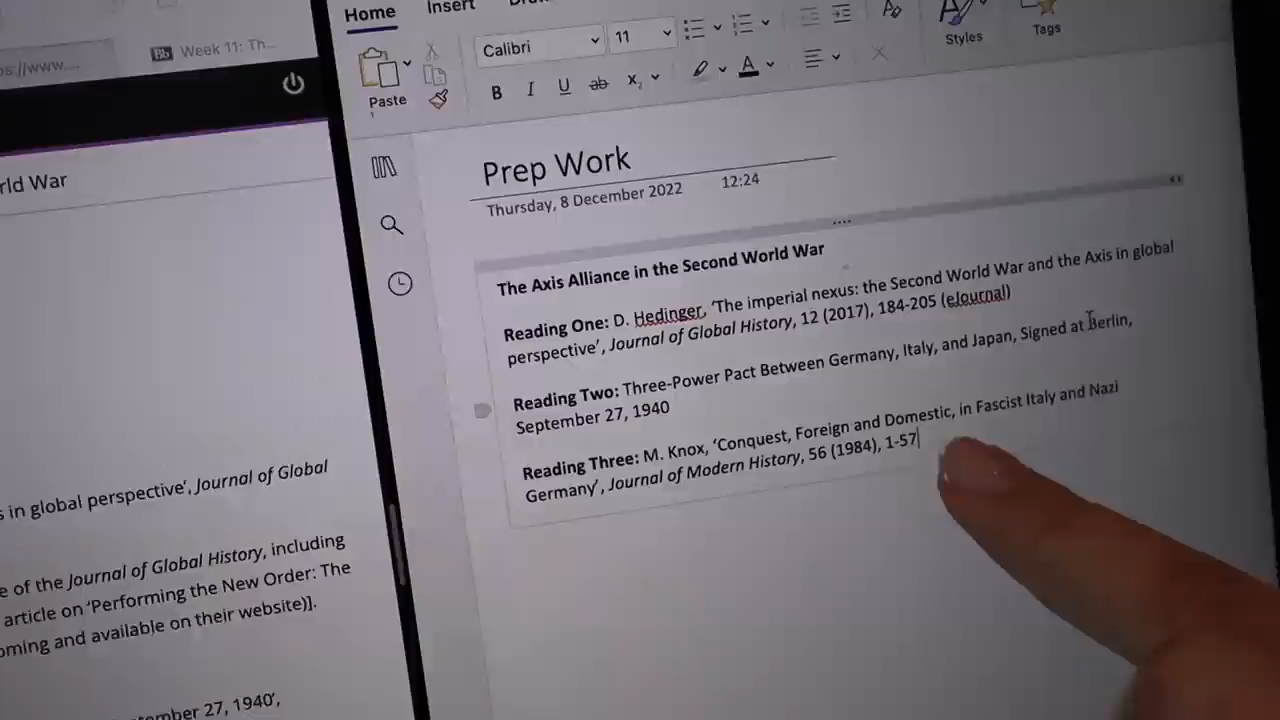 Home
Insert
ps://www....
Bb Week 11: Th...
Calibri
11
Paste
B I U ab x
A
Styles
Tags
rld War
Prep Work
Thursday, 8 December 2022 12:24
The Axis Alliance in the Second World War
Reading One: D. Hedinger, 'The imperial nexus: the Second World War and the Axis in global
perspective', Journal of Global History, 12 (2017), 184-205 (eJournal)
Reading Two: Three-Power Pact Between Germany, Italy, and Japan, Signed at Berlin,
September 27, 1940
Reading Three: M. Knox, 'Conquest, Foreign and Domestic, in Fascist Italy and Nazi
Germany', Journal of Modern History, 56 (1984), 1-57
s in global perspective', Journal of Global
e of the Journal of Global History, including
article on 'Performing the New Order: The
oming and available on their website)].
tember 27, 1940',